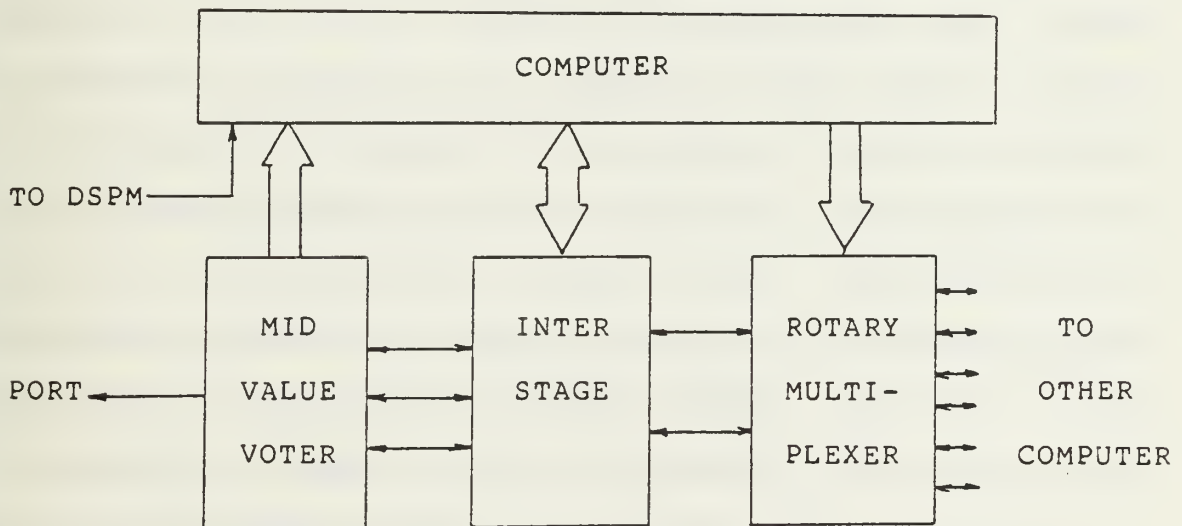 COMPUTER
TO DSPM
MID
VALUE
VOTER
INTER
STAGE
ROTARY
MULTI-
PLEXER
PORT
TO
OTHER
COMPUTER